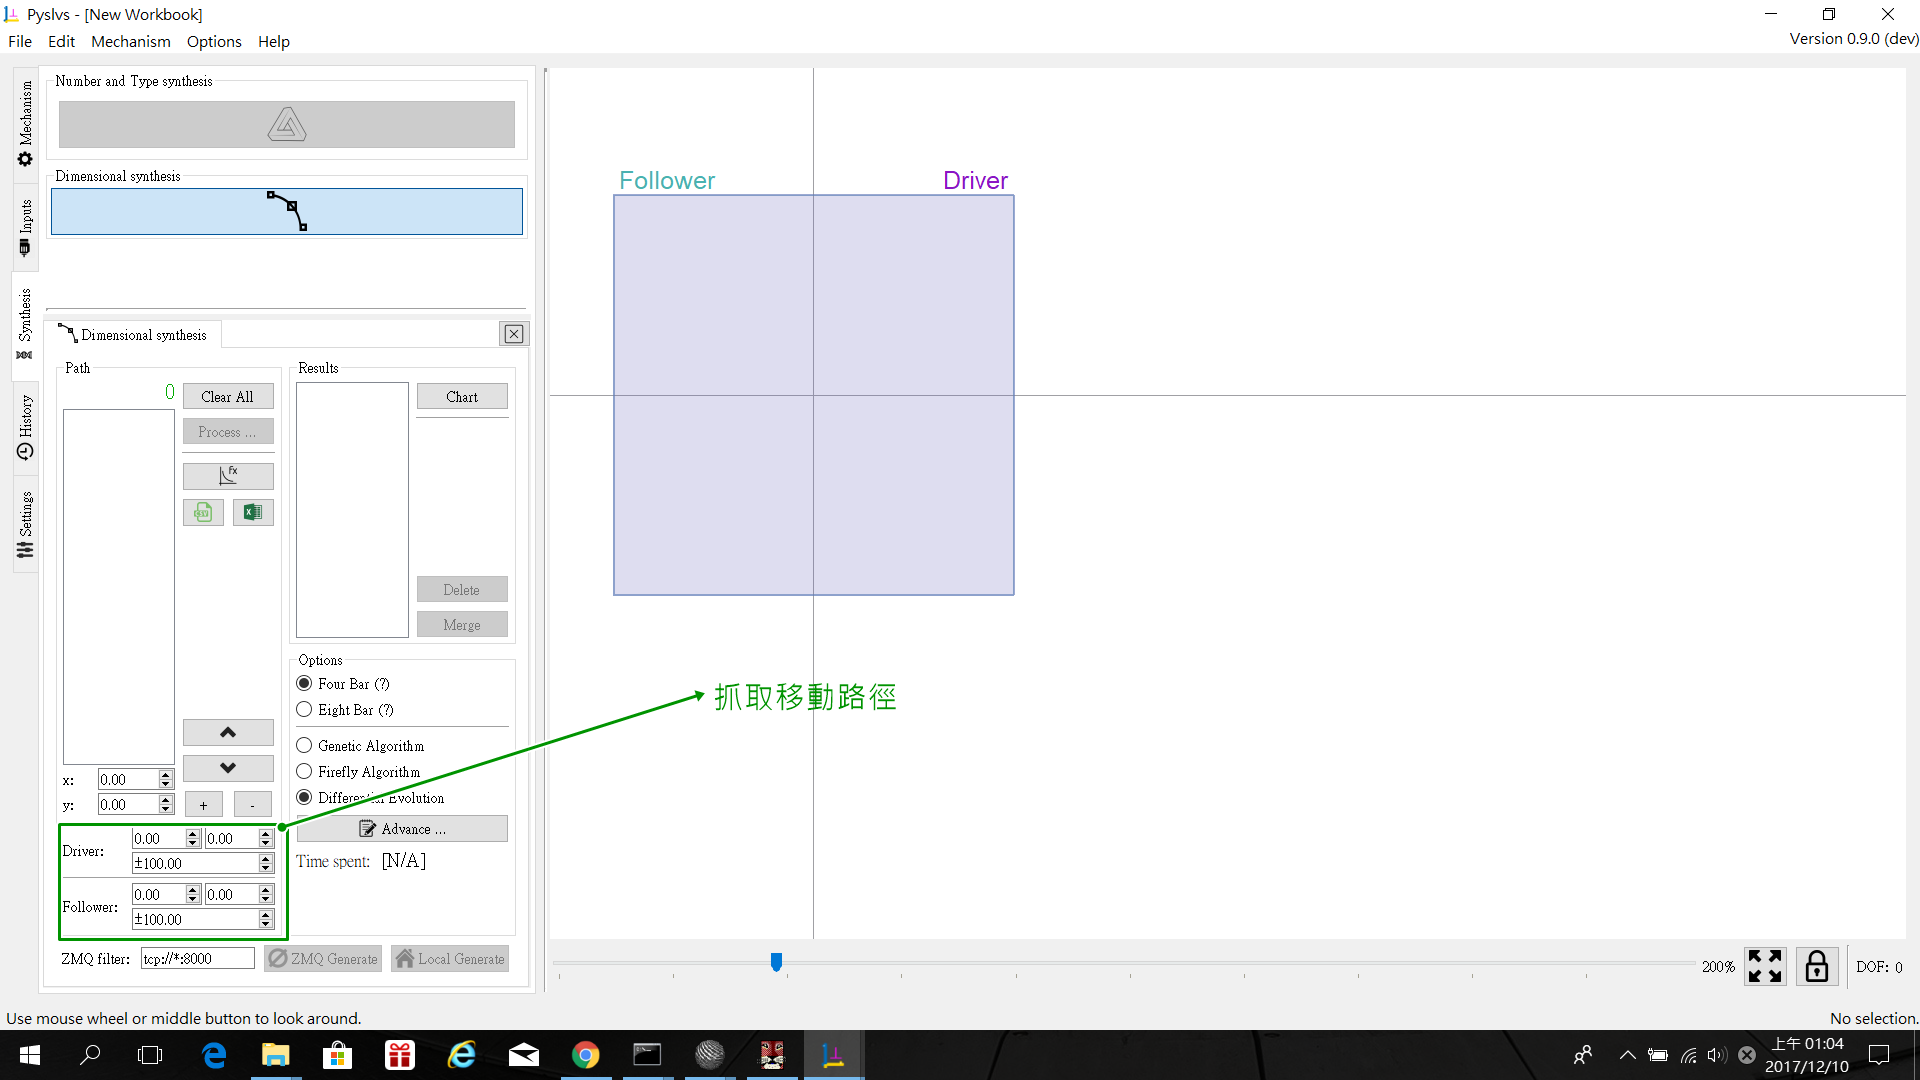 Pyslvs - [New Workbook]
File Edit Mechanism Options Help
Version 0.9.0 (dev)
Mechanism
Inputs
Synthesis
History
Settings
Number and Type synthesis
Dimensional synthesis
Dimensional synthesis
Path
0
Clear All
Process ...
fx
CSV
x: 0.00
y: 0.00
+ -
Driver: 0.00 0.00
±100.00
Follower: 0.00 0.00
±100.00
Results
Chart
Delete
Merge
Options
Four Bar (?)
Eight Bar (?)
Genetic Algorithm
Firefly Algorithm
Differential Evolution
Advance ...
Time spent: [N/A]
ZMQ filter: tcp://*:8000 ZMQ Generate Local Generate
Follower Driver
抓取移動路徑
200%
DOF: 0
Use mouse wheel or middle button to look around.
No selection.
上午 01:04
2017/12/10